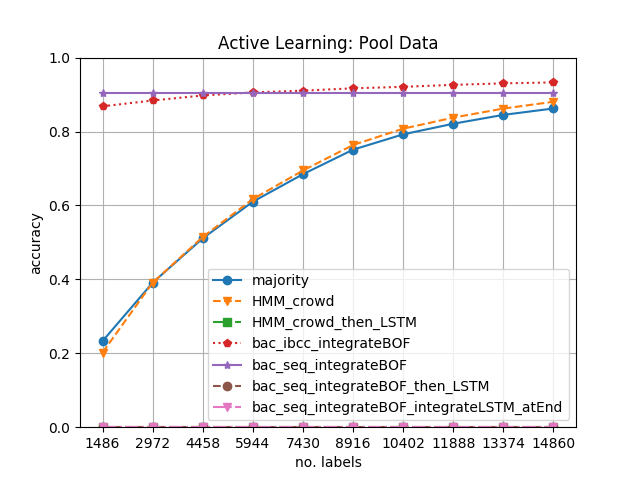 Active Learning: Pool Data
1.0
0.8
0.6
0.4
0.2
0.0
accuracy
majority
HMM_crowd
HMM_crowd_then_LSTM
bac_ibcc_integrateBOF
bac_seq_integrateBOF
bac_seq_integrateBOF_then_LSTM
bac_seq_integrateBOF_integrateLSTM_atEnd
1486 2972 4458 5944 7430 8916 10402 11888 13374 14860
no. labels